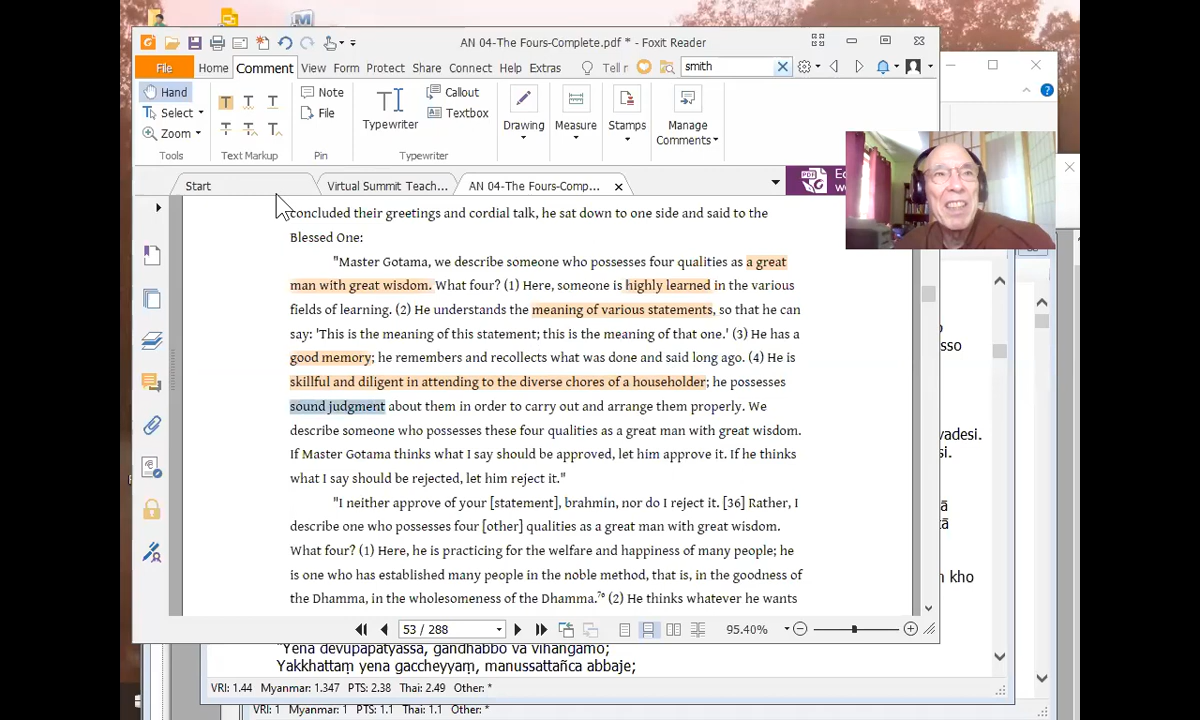 AN 04-The Fours-Complete.pdf * - Foxit Reader
File Home Comment View Form Protect Share Connect Help Extras Tell r smith
Hand
Select
Zoom
Tools
Text Markup
Note
File
Pin
Typewriter
Callout
Textbox
Typewriter
Drawing
Measure
Stamps
Manage
Comments
Start Virtual Summit Teach... AN 04-The Fours-Comp...
concluded their greetings and cordial talk, he sat down to one side and said to the
Blessed One:
"Master Gotama, we describe someone who possesses four qualities as a great
man with great wisdom. What four? (1) Here, someone is highly learned in the various
fields of learning. (2) He understands the meaning of various statements, so that he can
say: 'This is the meaning of this statement; this is the meaning of that one.' (3) He has a
good memory; he remembers and recollects what was done and said long ago. (4) He is
skillful and diligent in attending to the diverse chores of a householder; he possesses
sound judgment about them in order to carry out and arrange them properly. We
describe someone who possesses these four qualities as a great man with great wisdom.
If Master Gotama thinks what I say should be approved, let him approve it. If he thinks
what I say should be rejected, let him reject it."
"I neither approve of your [statement], brahmin, nor do I reject it. [36] Rather, I
describe one who possesses four [other] qualities as a great man with great wisdom.
What four? (1) Here, he is practicing for the welfare and happiness of many people; he
is one who has established many people in the noble method, that is, in the goodness of
the Dhamma, in the wholesomeness of the Dhamma.⁷⁰ (2) He thinks whatever he wants
53 / 288
95.40%
sso
vadesi.
si.
n kho
"Yena devūpapatyassa, gandhabbo vā vihaṅgamo;
Yakkhattaṃ yena gaccheyyaṃ, manussattañca abbaje;
VRI: 1.44 Myanmar: 1.347 PTS: 2.38 Thai: 2.49 Other: *
VRI: 1 Myanmar: 1 PTS: 1.1 Thai: 1.1 Other: *